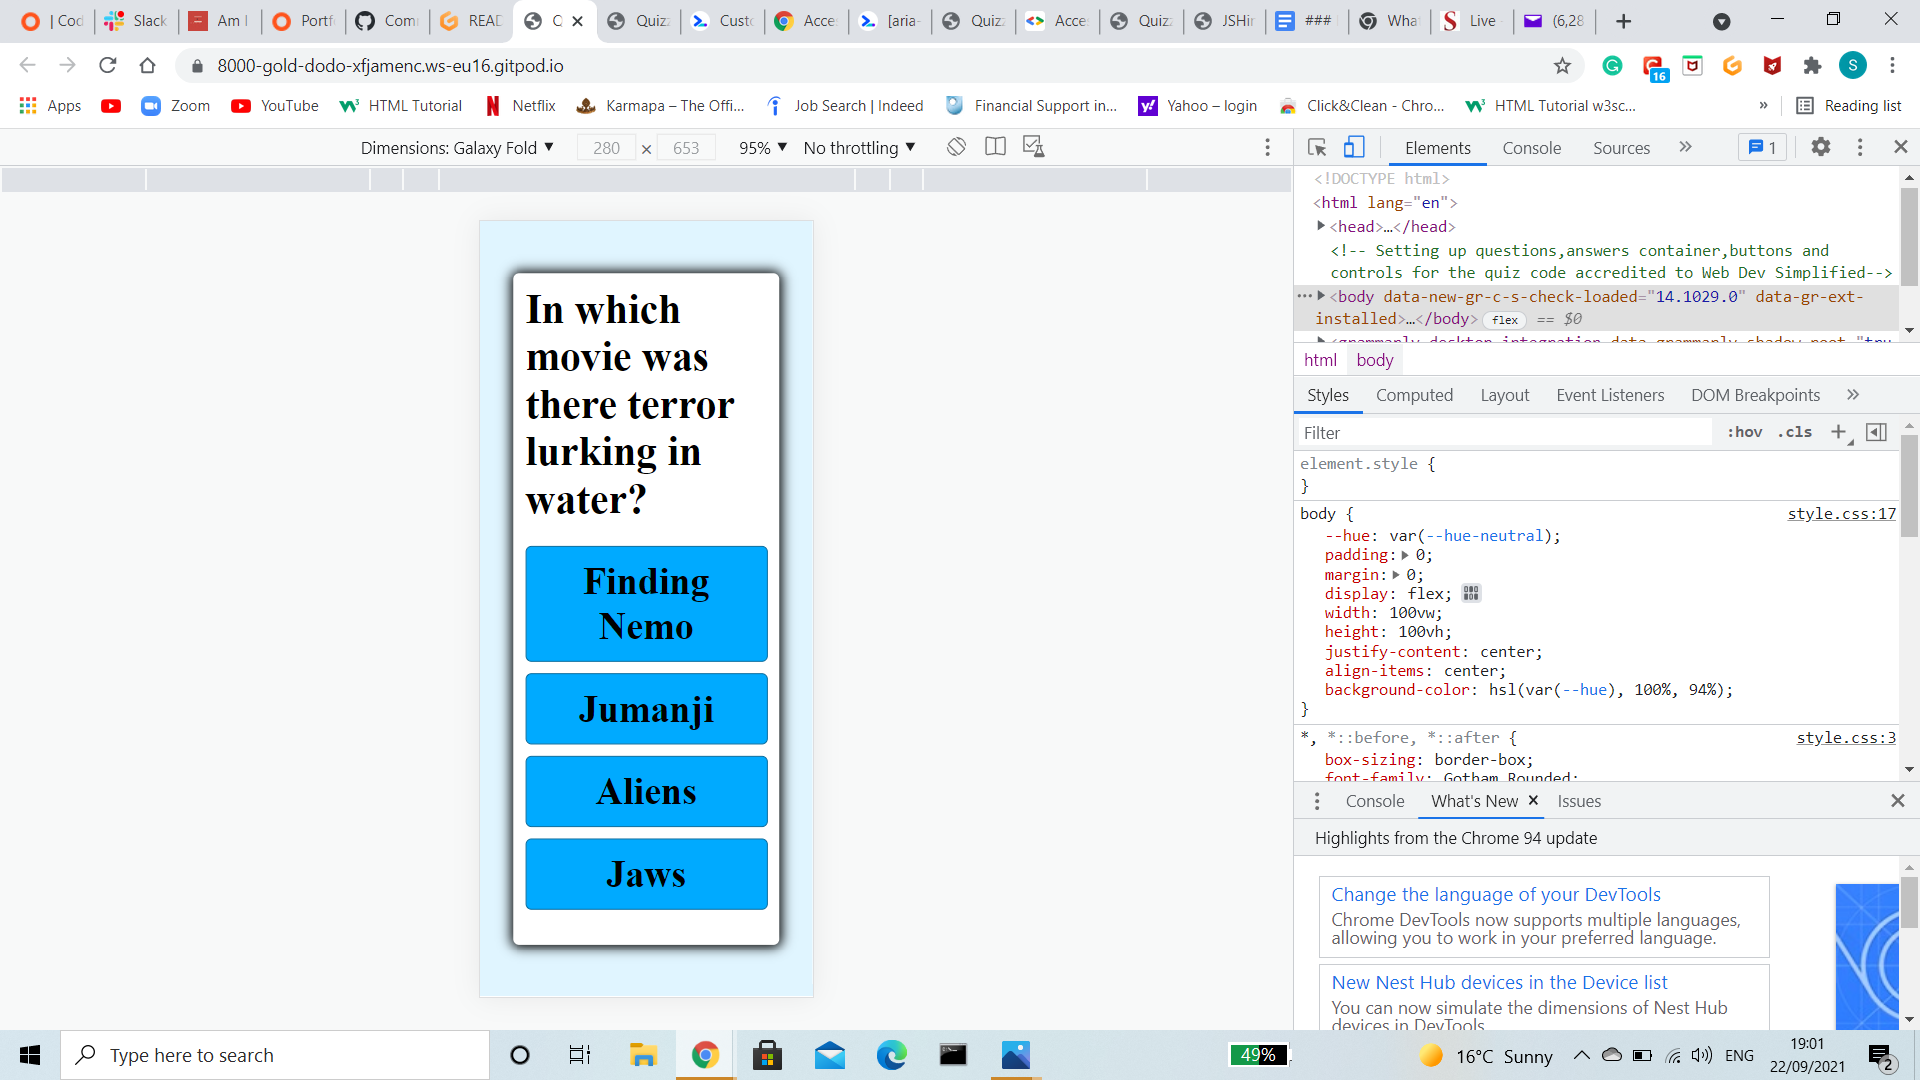 | Cod
Slack
Am I
Portf
Com
READ
Q
Quizz
Custo
Acce
[aria-
Quiz
Acce
Quiz
JSHin
###
What
Live
(6,28
8000-gold-dodo-xfjamenc.ws-eu16.gitpod.io
16
S
Apps
Zoom
YouTube
HTML Tutorial
Netflix
Karmapa – The Offi...
Job Search | Indeed
Financial Support in...
Yahoo – login
Click&Clean - Chro...
HTML Tutorial w3sc...
»
Reading list
Dimensions: Galaxy Fold
280 × 653
95%
No throttling
In which
movie was
there terror
lurking in
water?
Finding
Nemo
Jumanji
Aliens
Jaws
Elements
Console
Sources
»
1
<!DOCTYPE html>
<html lang="en">
<head>…</head>
<!-- Setting up questions,answers container,buttons and
controls for the quiz code accredited to Web Dev Simplified-->
<body data-new-gr-c-s-check-loaded="14.1029.0" data-gr-ext-
installed>…</body> flex == $0
<grammarly-desktop-integration data-grammarly-shadow-root="tru
html body
Styles
Computed
Layout
Event Listeners
DOM Breakpoints
»
Filter
:hov .cls +
element.style {
}
body {
style.css:17
--hue: var(--hue-neutral);
padding: 0;
margin: 0;
display: flex;
width: 100vw;
height: 100vh;
justify-content: center;
align-items: center;
background-color: hsl(var(--hue), 100%, 94%);
}
*, *::before, *::after {
style.css:3
box-sizing: border-box;
font-family: Gotham Rounded;
Console
What's New ×
Issues
Highlights from the Chrome 94 update
Change the language of your DevTools
Chrome DevTools now supports multiple languages,
allowing you to work in your preferred language.
New Nest Hub devices in the Device list
You can now simulate the dimensions of Nest Hub
devices in DevTools
Type here to search
49%
16°C Sunny
ENG
19:01
22/09/2021
2